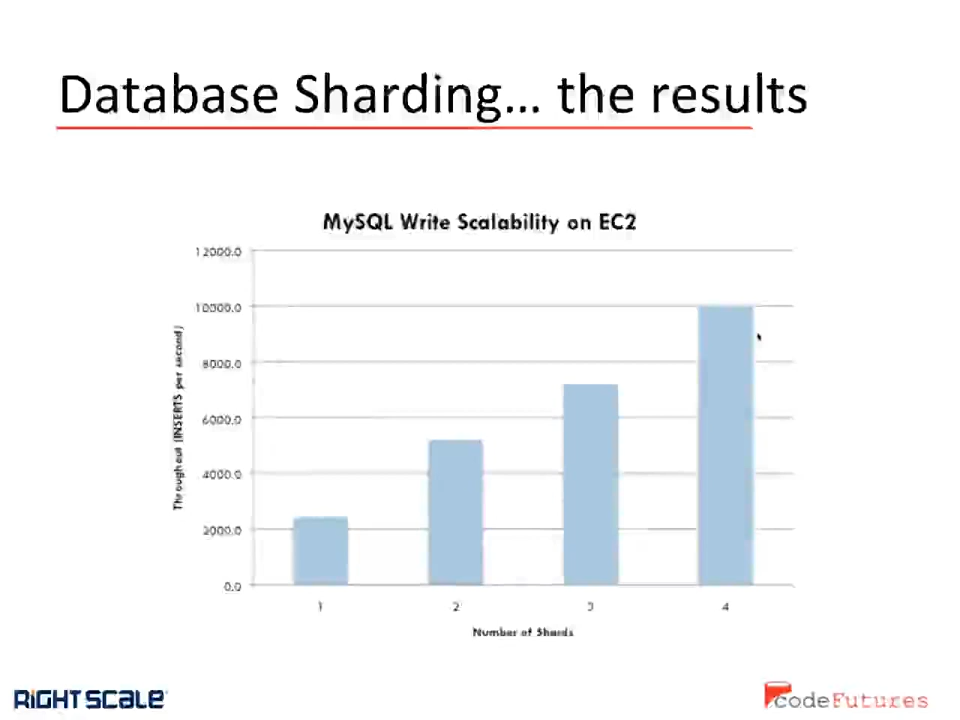 Database Sharding... the results
MySQL Write Scalability on EC2
12000.0
10000.0
8000.0
6000.0
4000.0
2000.0
0.0
Throughput (INSERTS per second)
1 2 3 4
Number of Shards
RIGHTSCALE
codeFutures